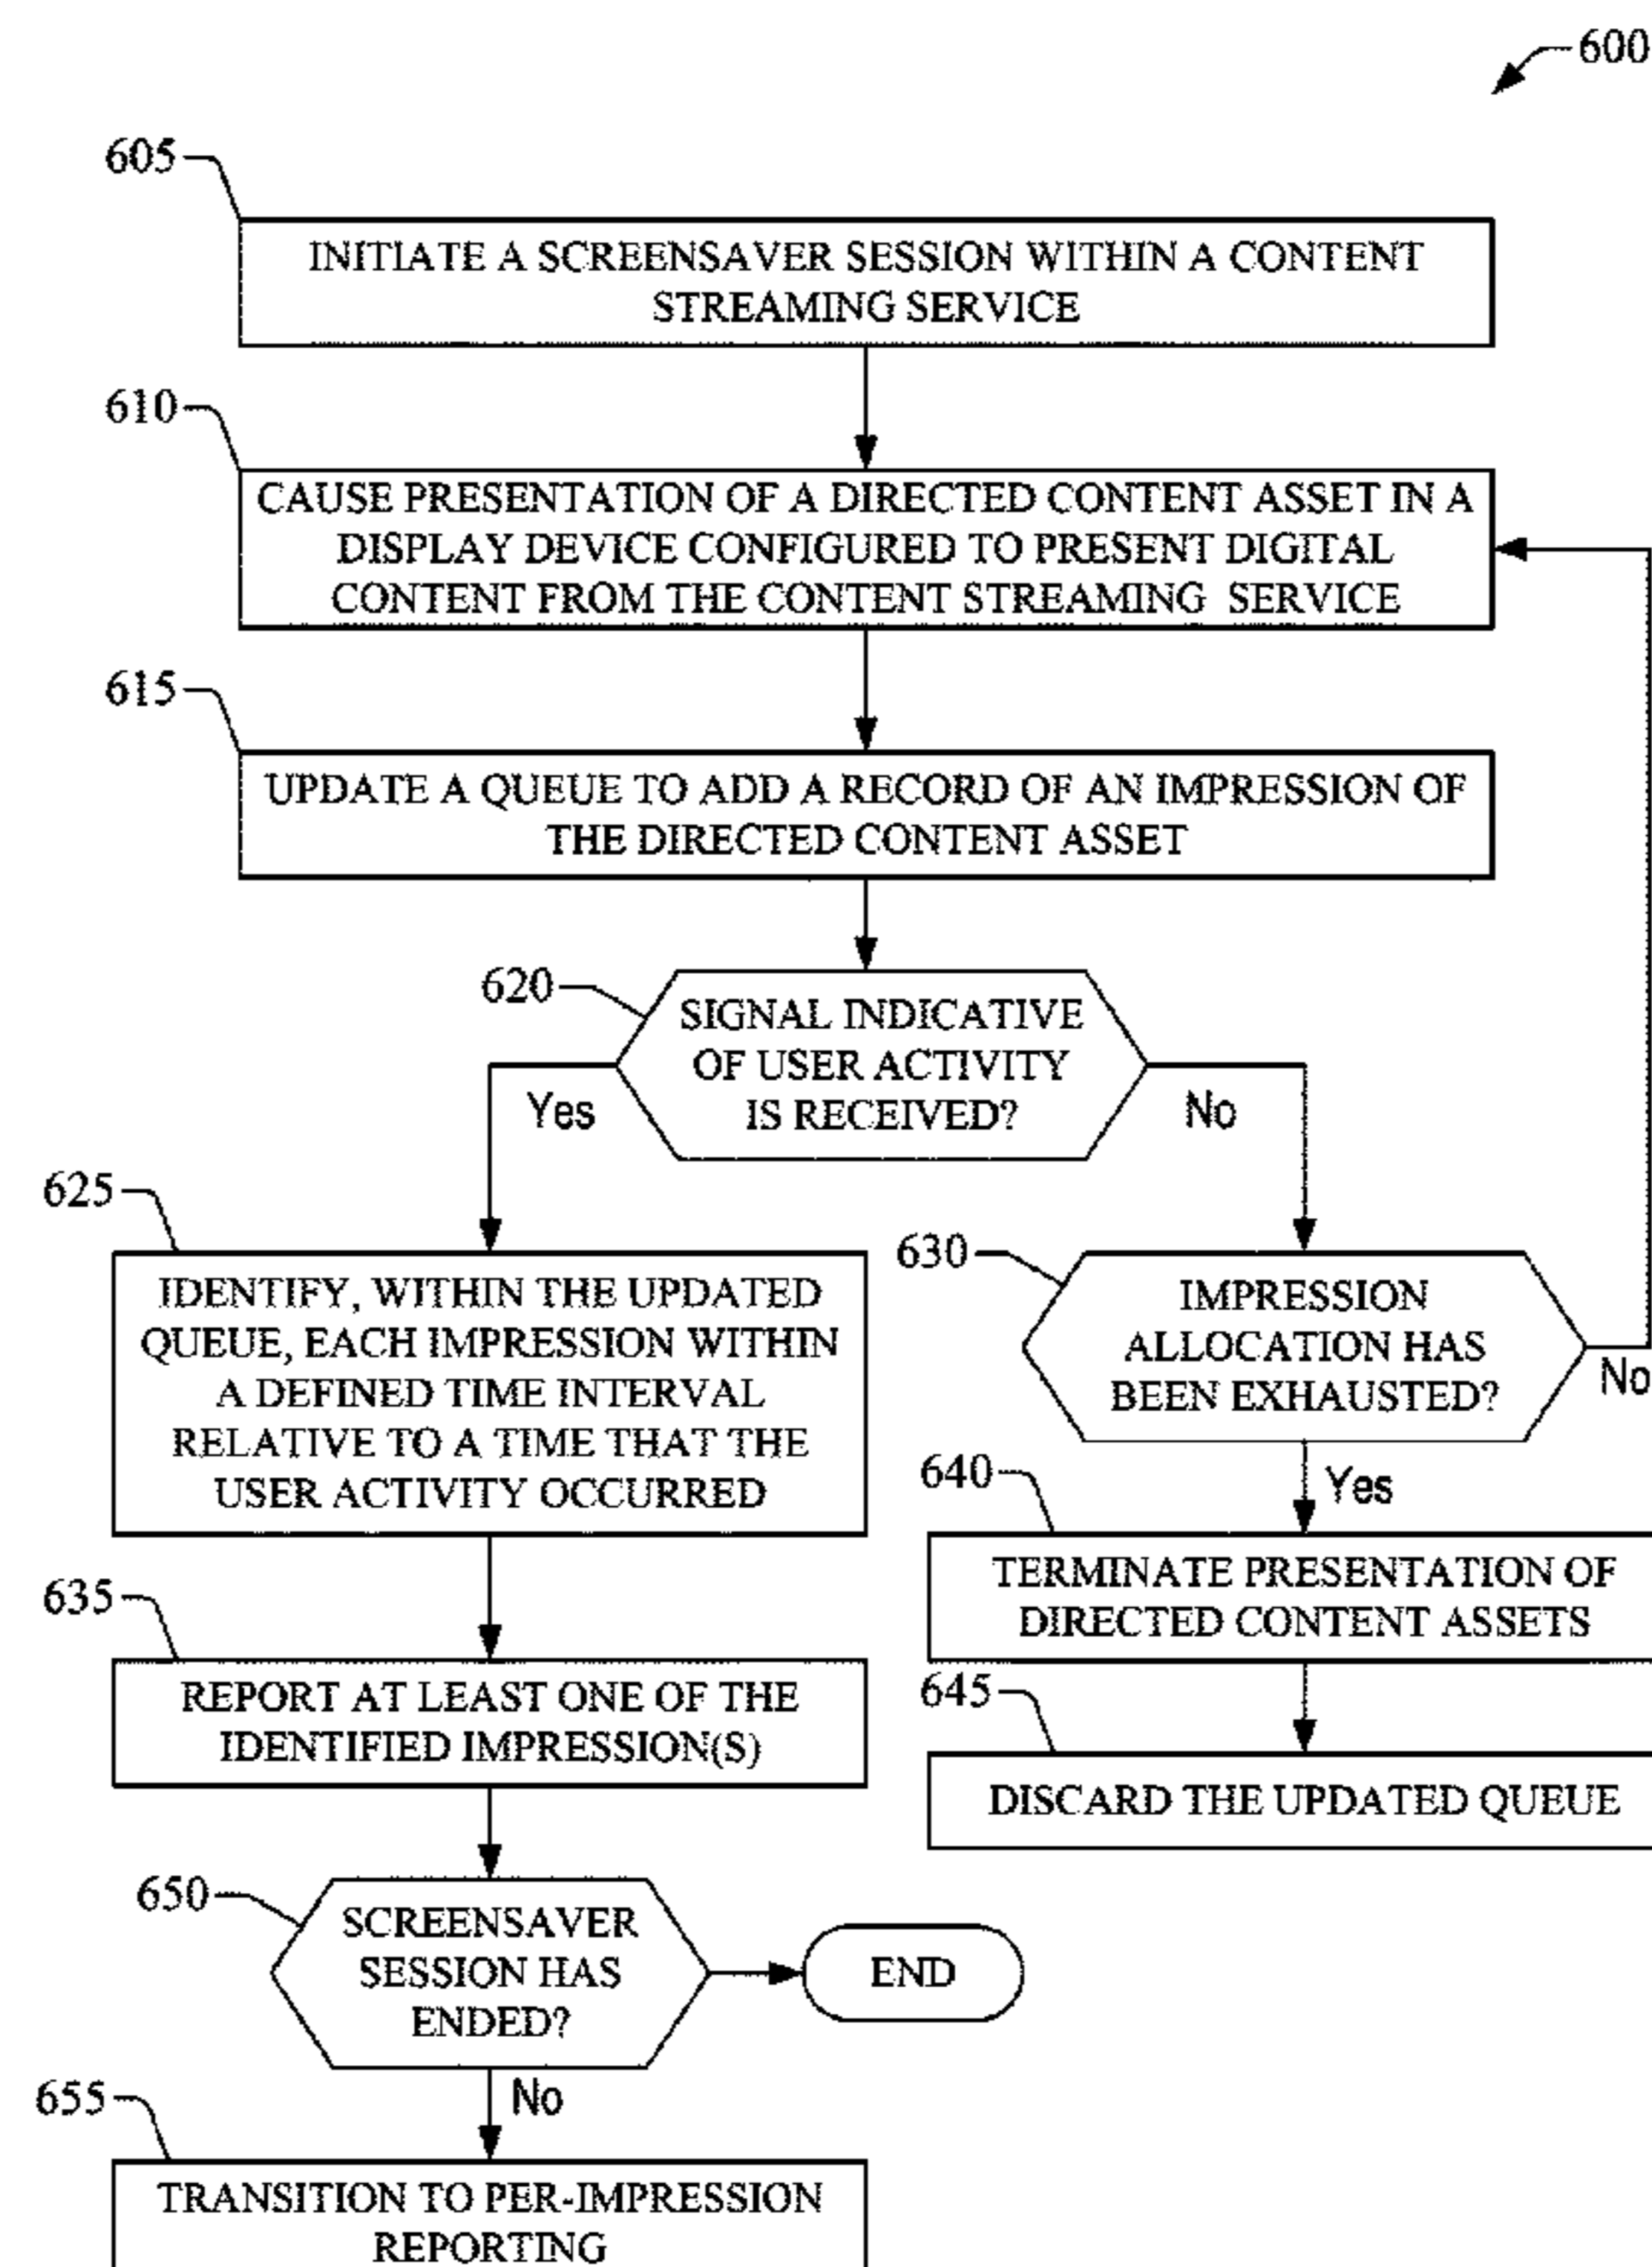 600
605
INITIATE A SCREENSAVER SESSION WITHIN A CONTENT
STREAMING SERVICE
610
CAUSE PRESENTATION OF A DIRECTED CONTENT ASSET IN A
DISPLAY DEVICE CONFIGURED TO PRESENT DIGITAL
CONTENT FROM THE CONTENT STREAMING SERVICE
615
UPDATE A QUEUE TO ADD A RECORD OF AN IMPRESSION OF
THE DIRECTED CONTENT ASSET
620
SIGNAL INDICATIVE
OF USER ACTIVITY
IS RECEIVED?
Yes
No
625
IDENTIFY, WITHIN THE UPDATED
QUEUE, EACH IMPRESSION WITHIN
A DEFINED TIME INTERVAL
RELATIVE TO A TIME THAT THE
USER ACTIVITY OCCURRED
630
IMPRESSION
ALLOCATION HAS
BEEN EXHAUSTED?
No
Yes
635
REPORT AT LEAST ONE OF THE
IDENTIFIED IMPRESSION(S)
640
TERMINATE PRESENTATION OF
DIRECTED CONTENT ASSETS
645
DISCARD THE UPDATED QUEUE
650
SCREENSAVER
SESSION HAS
ENDED?
END
No
655
TRANSITION TO PER-IMPRESSION
REPORTING